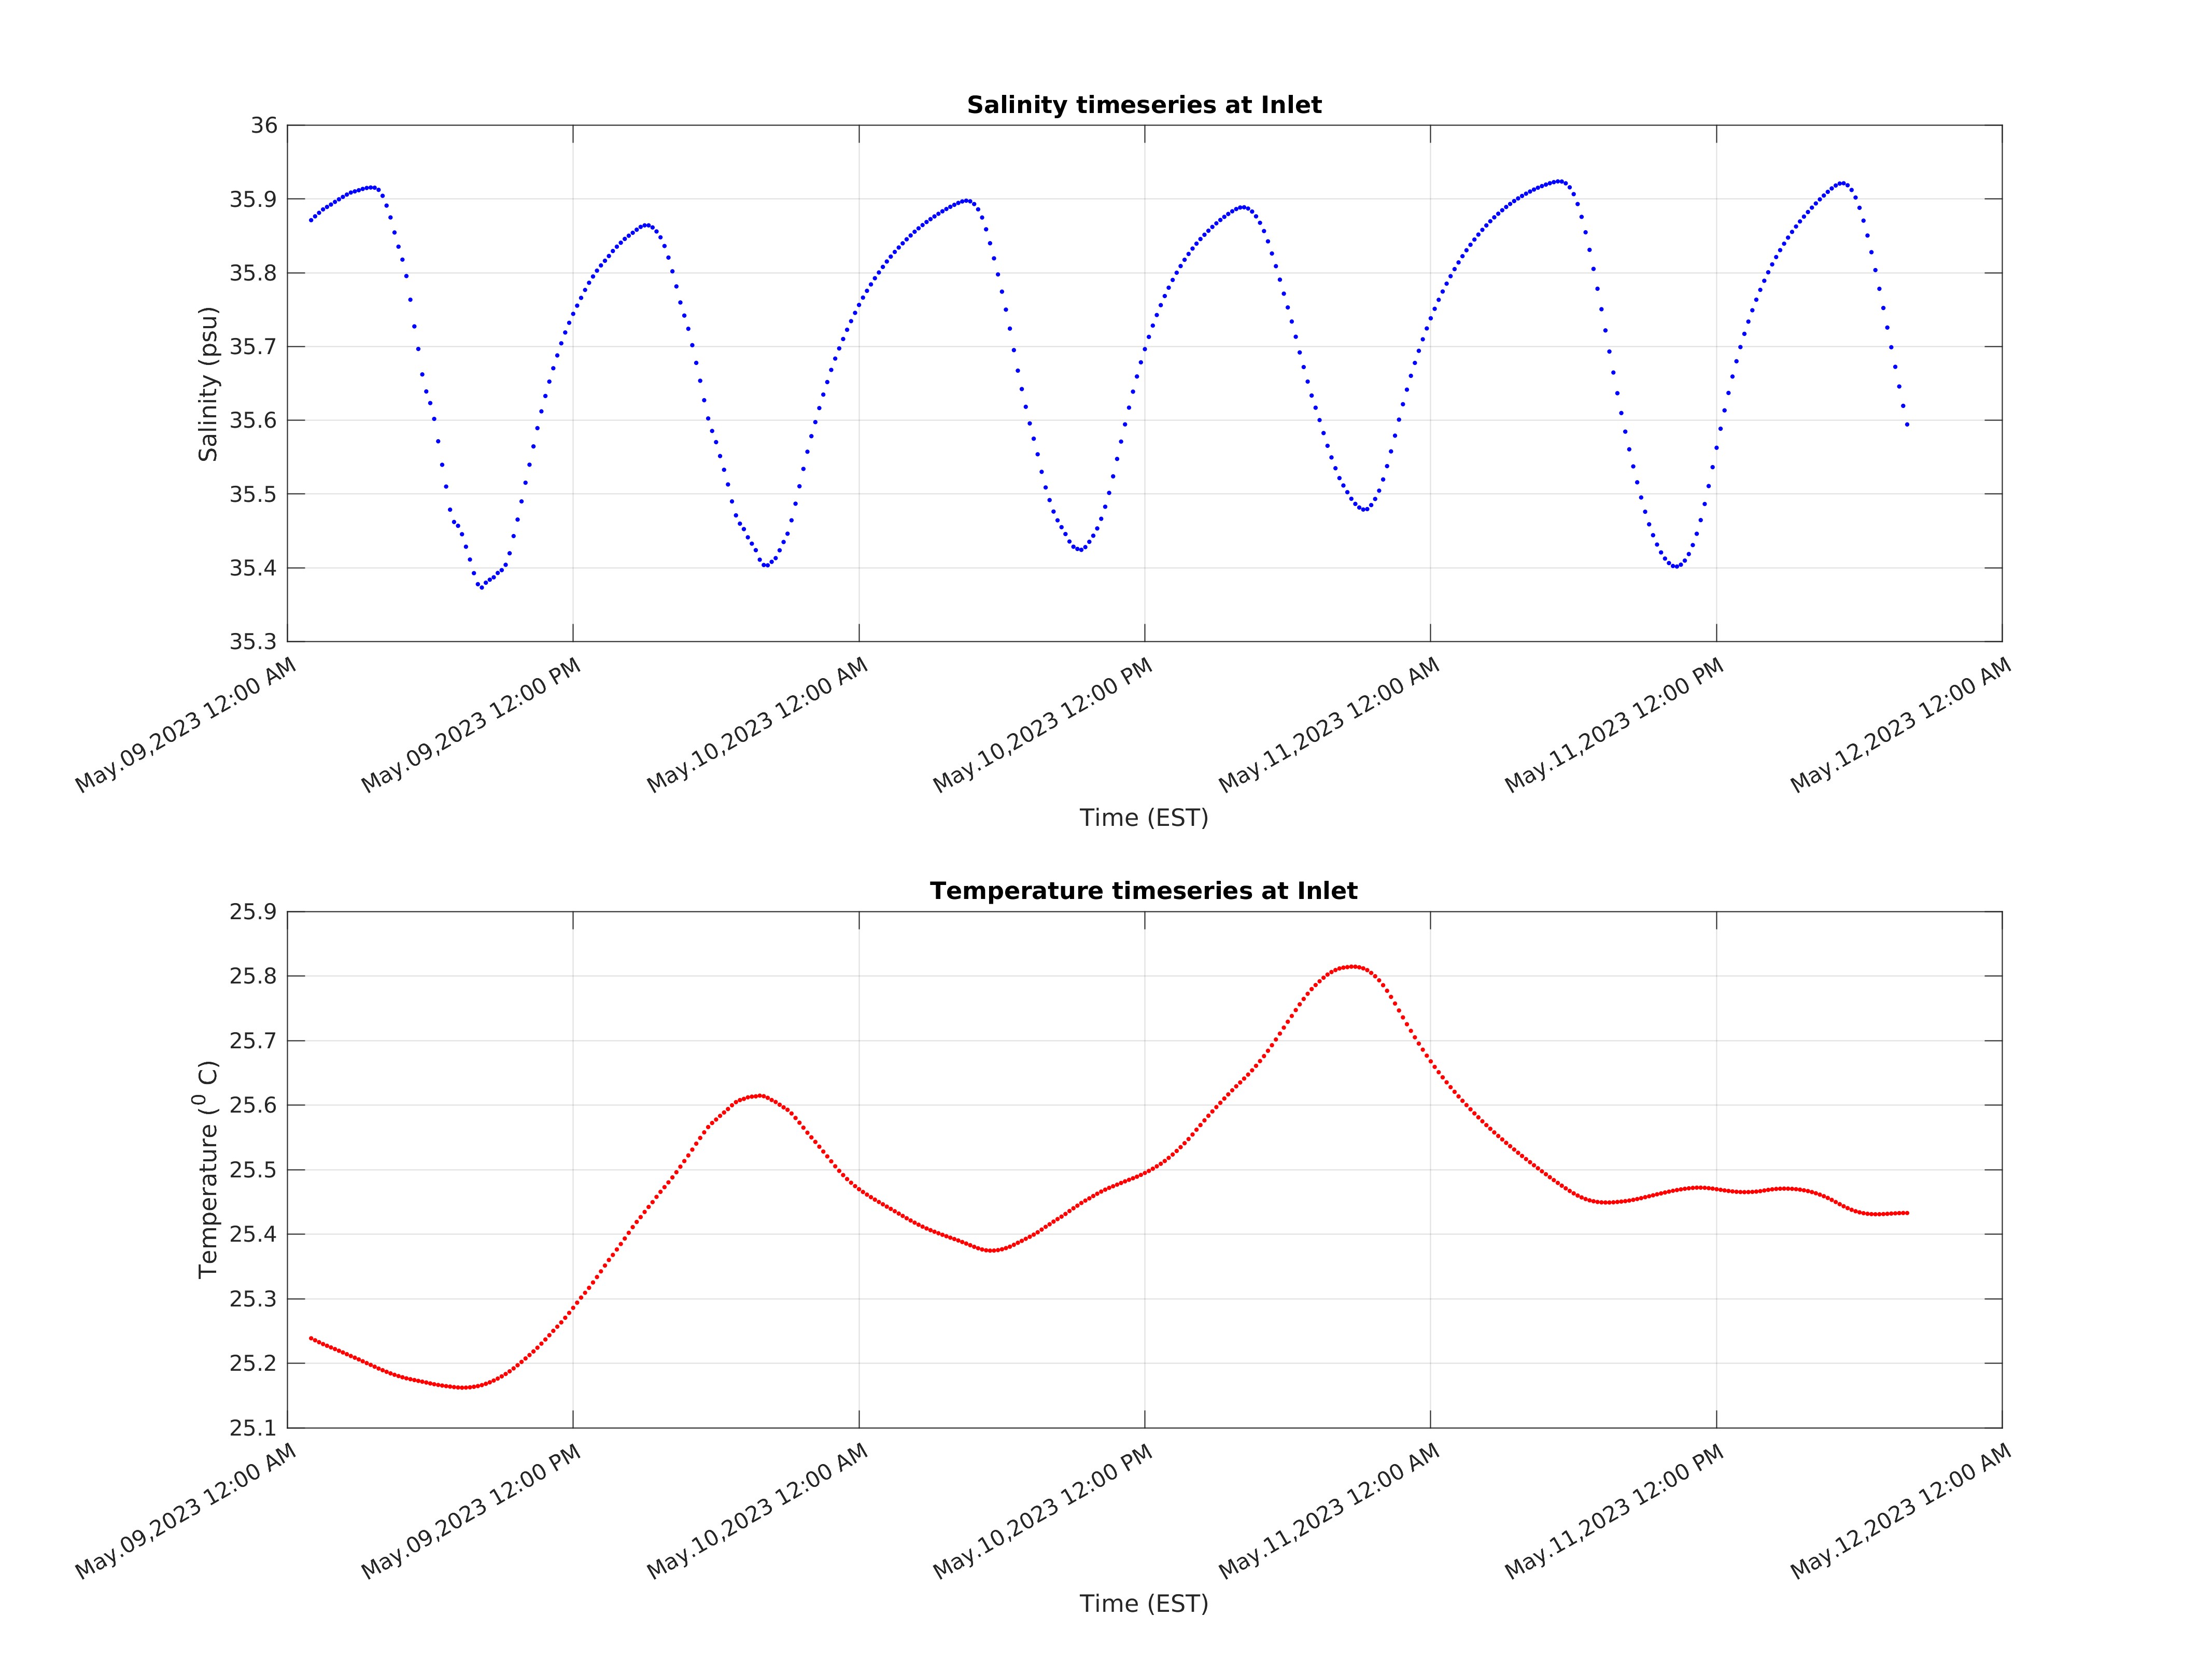 Salinity timeseries at Inlet
36
35.9
35.8
35.7
35.6
35.5
35.4
35.3
Salinity (psu)
May.09,2023 12:00 AM
May.09,2023 12:00 PM
May.10,2023 12:00 AM
May.10,2023 12:00 PM
May.11,2023 12:00 AM
May.11,2023 12:00 PM
May.12,2023 12:00 AM
Time (EST)
Temperature timeseries at Inlet
25.9
25.8
25.7
25.6
25.5
25.4
25.3
25.2
25.1
Temperature (⁰ C)
May.09,2023 12:00 AM
May.09,2023 12:00 PM
May.10,2023 12:00 AM
May.10,2023 12:00 PM
May.11,2023 12:00 AM
May.11,2023 12:00 PM
May.12,2023 12:00 AM
Time (EST)